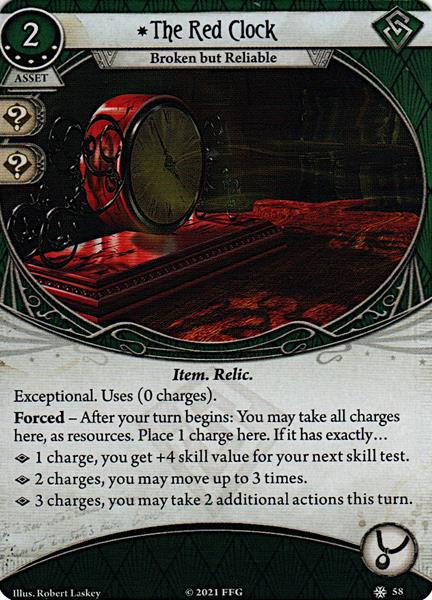 2
ASSET
*The Red Clock
Broken but Reliable
?
?
Item. Relic.
Exceptional. Uses (0 charges).
Forced – After your turn begins: You may take all charges
here, as resources. Place 1 charge here. If it has exactly…
1 charge, you get +4 skill value for your next skill test.
2 charges, you may move up to 3 times.
3 charges, you may take 2 additional actions this turn.
Illus. Robert Laskey
© 2021 FFG
58